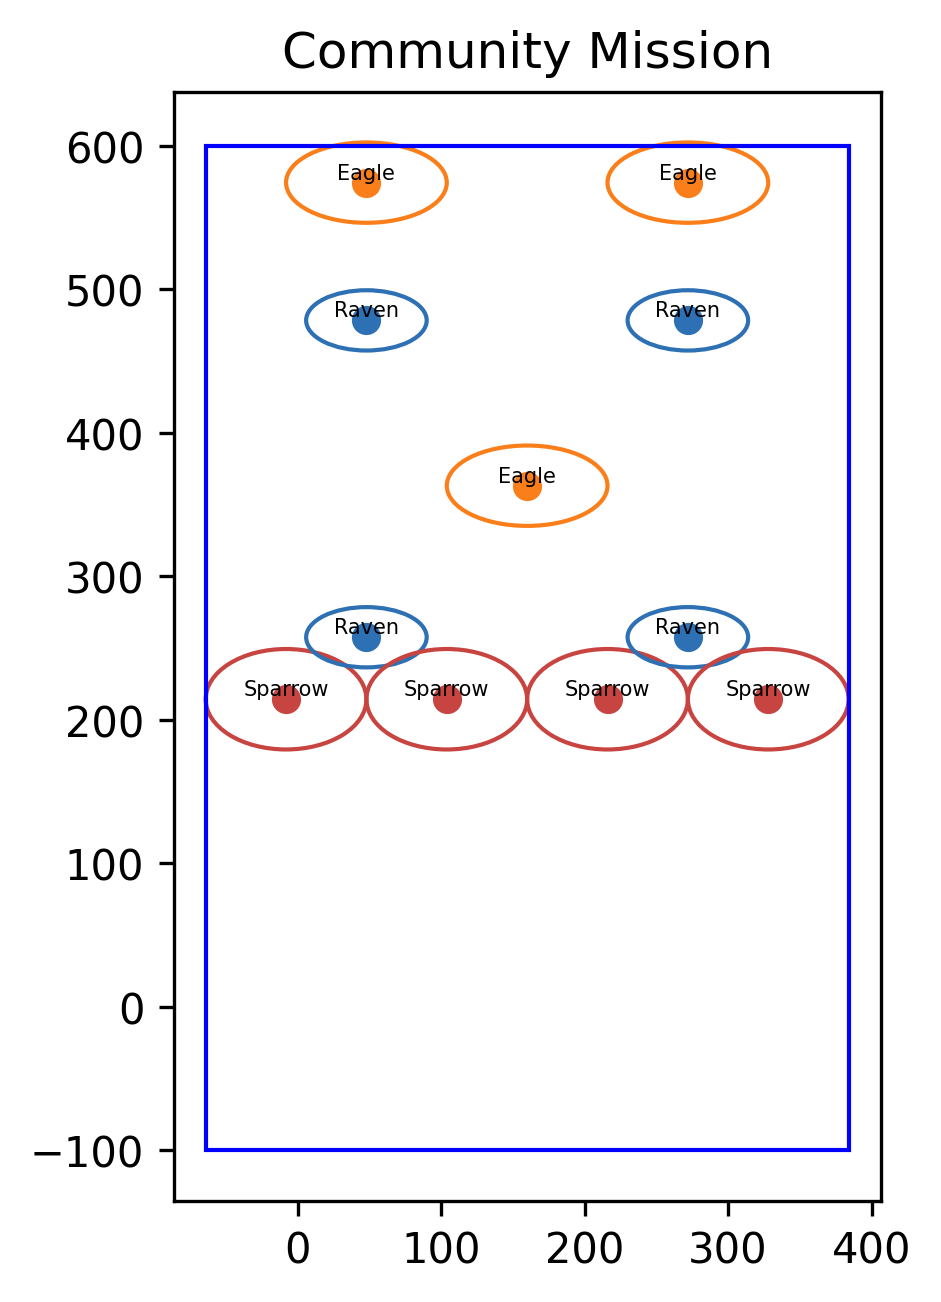 Community Mission
600
Eagle Eagle
500
Raven Raven
400
Eagle
300
Raven Raven
Sparrow Sparrow Sparrow Sparrow
200
100
0
−100
0 100 200 300 400